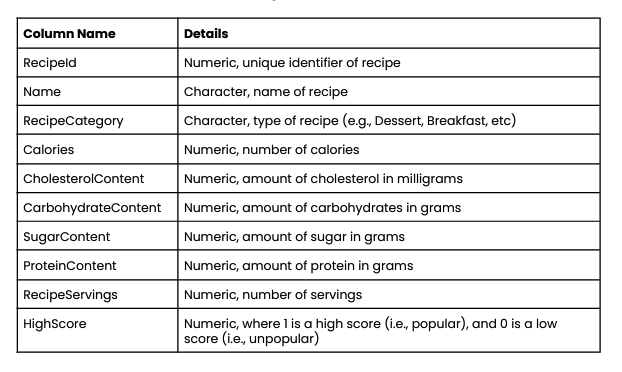 Column Name Details
RecipeId Numeric, unique identifier of recipe
Name Character, name of recipe
RecipeCategory Character, type of recipe (e.g., Dessert, Breakfast, etc)
Calories Numeric, number of calories
CholesterolContent Numeric, amount of cholesterol in milligrams
CarbohydrateContent Numeric, amount of carbohydrates in grams
SugarContent Numeric, amount of sugar in grams
ProteinContent Numeric, amount of protein in grams
RecipeServings Numeric, number of servings
HighScore Numeric, where 1 is a high score (i.e., popular), and 0 is a low
score (i.e., unpopular)